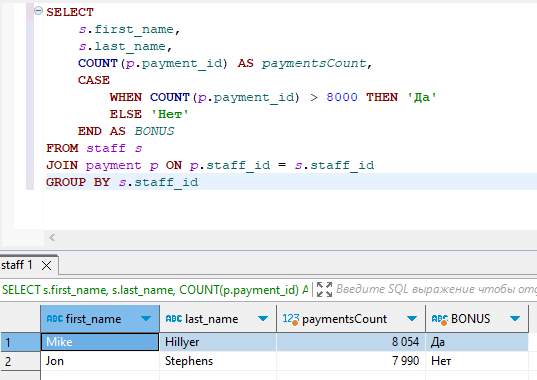 SELECT
s.first_name,
s.last_name,
COUNT(p.payment_id) AS paymentsCount,
CASE
WHEN COUNT(p.payment_id) > 8000 THEN 'Да'
ELSE 'Нет'
END AS BONUS
FROM staff s
JOIN payment p ON p.staff_id = s.staff_id
GROUP BY s.staff_id
staff 1
SELECT s.first_name, s.last_name, COUNT(p.payment_id) A Введите SQL выражение чтобы
ABC first_name ABC last_name 123 paymentsCount ABC BONUS
1 Mike Hillyer 8 054 Да
2 Jon Stephens 7 990 Нет